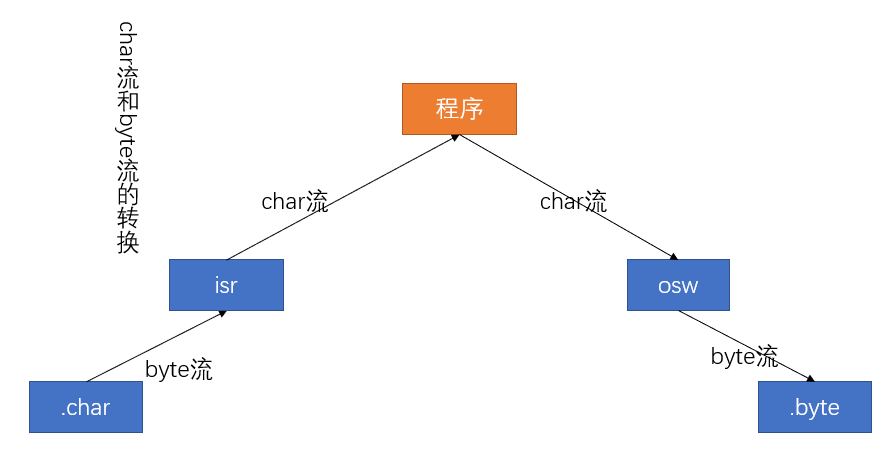 char流和byte流的转换
程序
char流
char流
isr
osw
byte流
byte流
.char
.byte